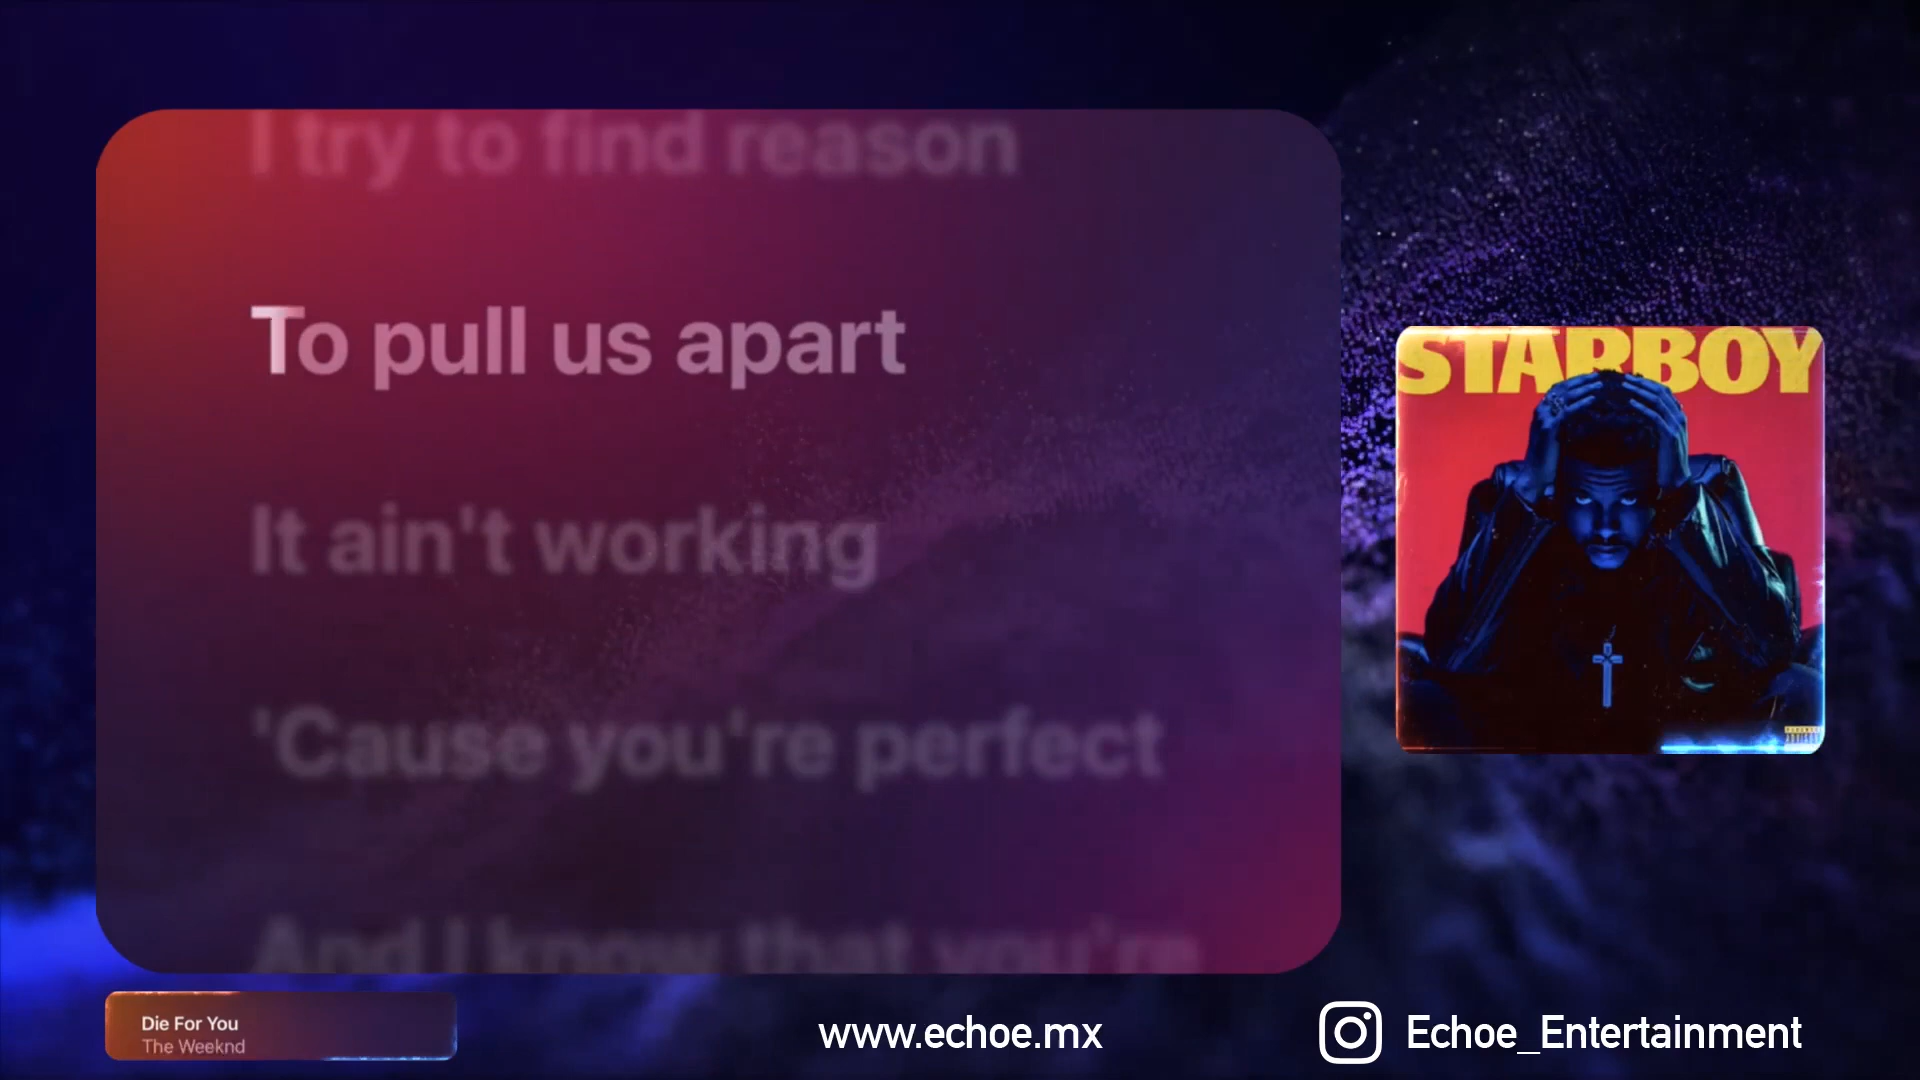 I try to find reason
To pull us apart
It ain't working
'Cause you're perfect
And I know that you're
STARBOY
Die For You
The Weeknd
www.echoe.mx
Echoe_Entertainment